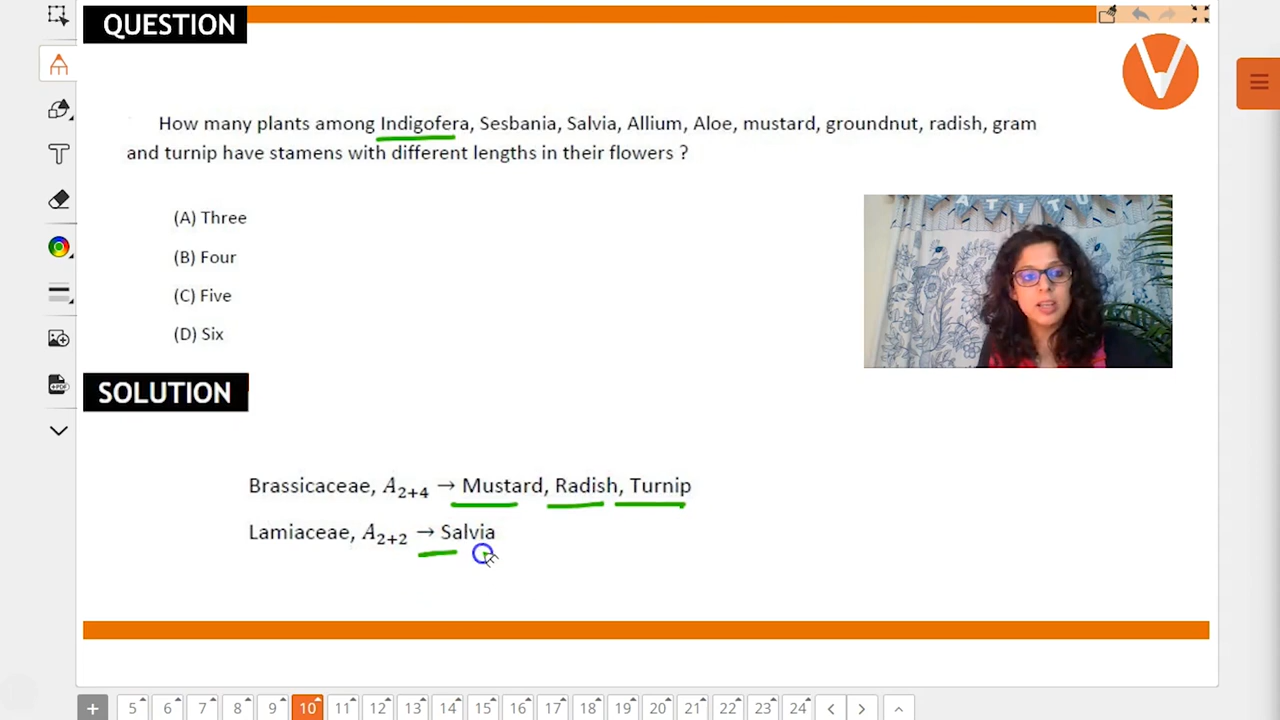 QUESTION
How many plants among Indigofera, Sesbania, Salvia, Allium, Aloe, mustard, groundnut, radish, gram
and turnip have stamens with different lengths in their flowers ?
(A) Three
(B) Four
(C) Five
(D) Six
SOLUTION
Brassicaceae, A₂₊₄ → Mustard, Radish, Turnip
Lamiaceae, A₂₊₂ → Salvia
+ 5 6 7 8 9 10 11 12 13 14 15 16 17 18 19 20 21 22 23 24